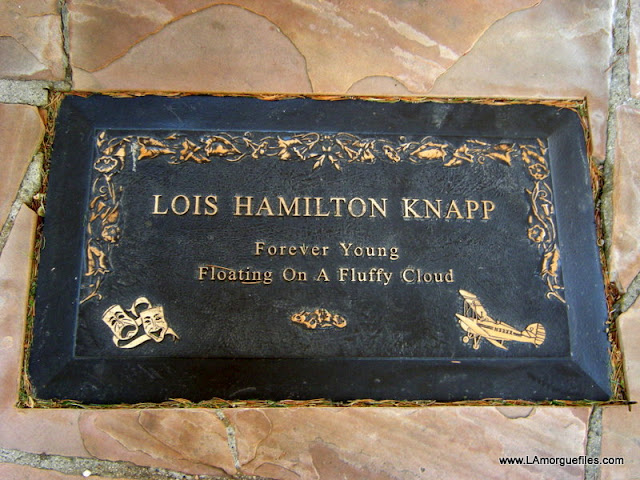 LOIS HAMILTON KNAPP
Forever Young
Floating On A Fluffy Cloud
www.LAmorguefiles.com